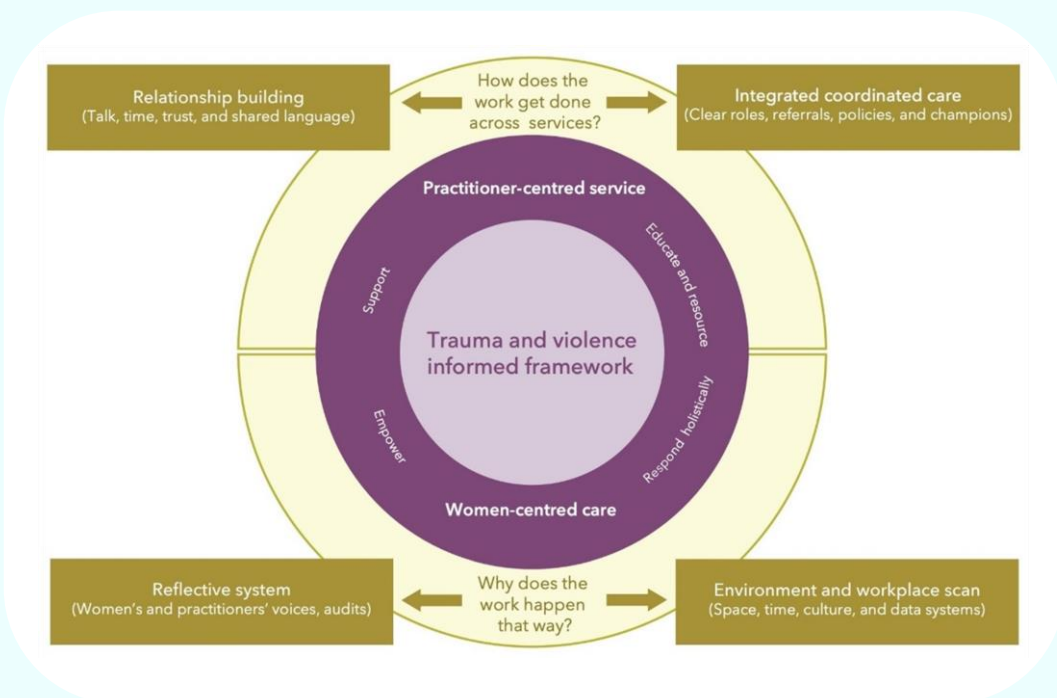 Relationship building
(Talk, time, trust, and shared language)
How does the
work get done
across services?
Integrated coordinated care
(Clear roles, referrals, policies, and champions)
Practitioner-centred service
Support
Educate and resource
Trauma and violence
informed framework
Empower
Respond holistically
Women-centred care
Reflective system
(Women’s and practitioners’ voices, audits)
Why does the
work happen
that way?
Environment and workplace scan
(Space, time, culture, and data systems)